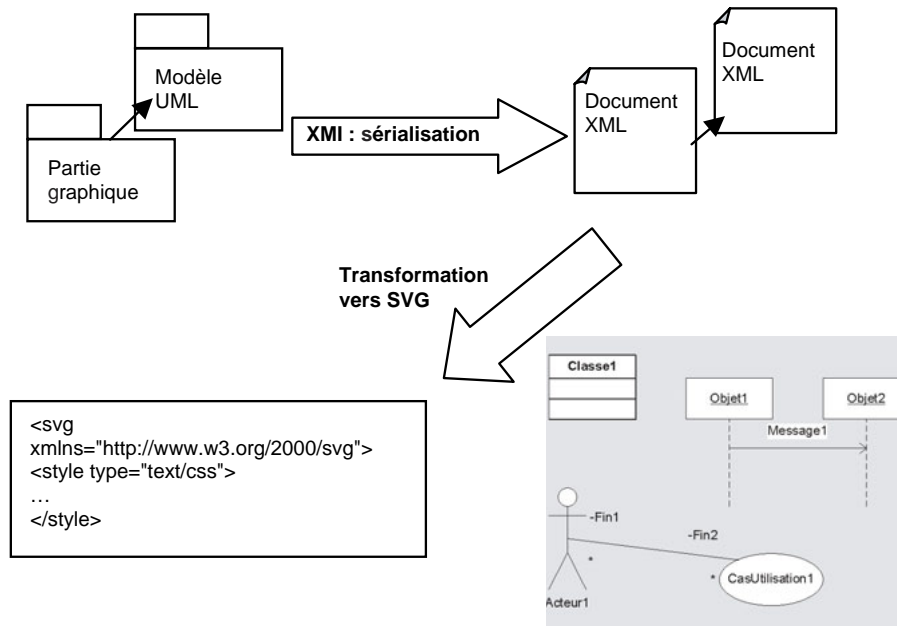 Modèle
UML
Partie
graphique
XMI : sérialisation
Document
XML
Document
XML
Transformation
vers SVG
<svg
xmlns="http://www.w3.org/2000/svg">
<style type="text/css">
…
</style>
Classe1
Objet1
Objet2
Message1
-Fin1
-Fin2
*
*
CasUtilisation1
Acteur1